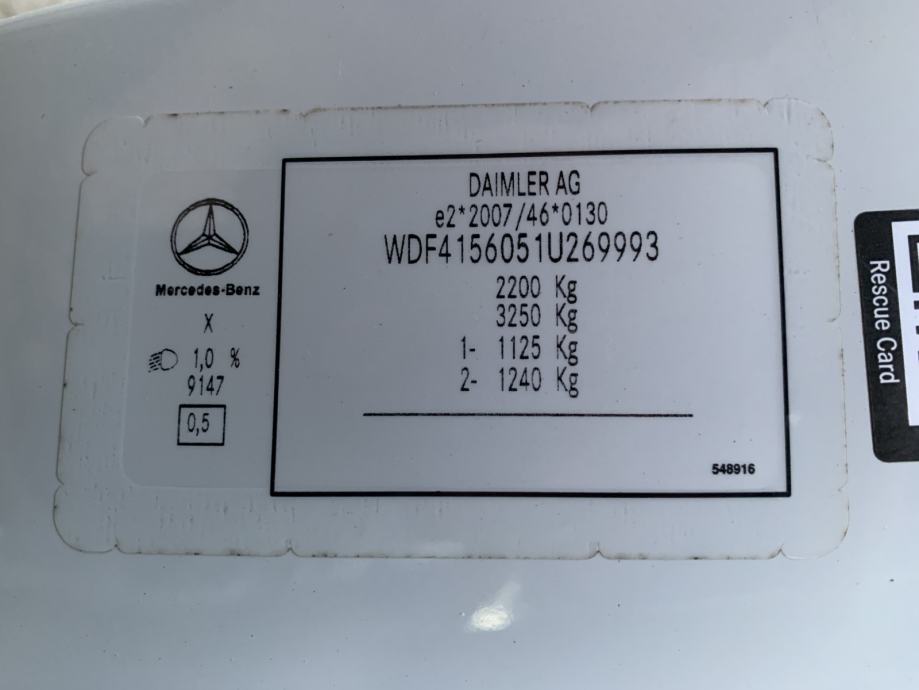 DAIMLER AG
e2*2007/46*0130
WDF4156051U269993
2200 Kg
3250 Kg
1- 1125 Kg
2- 1240 Kg
548916
Mercedes-Benz
X
1,0 %
9147
0,5
Rescue Card